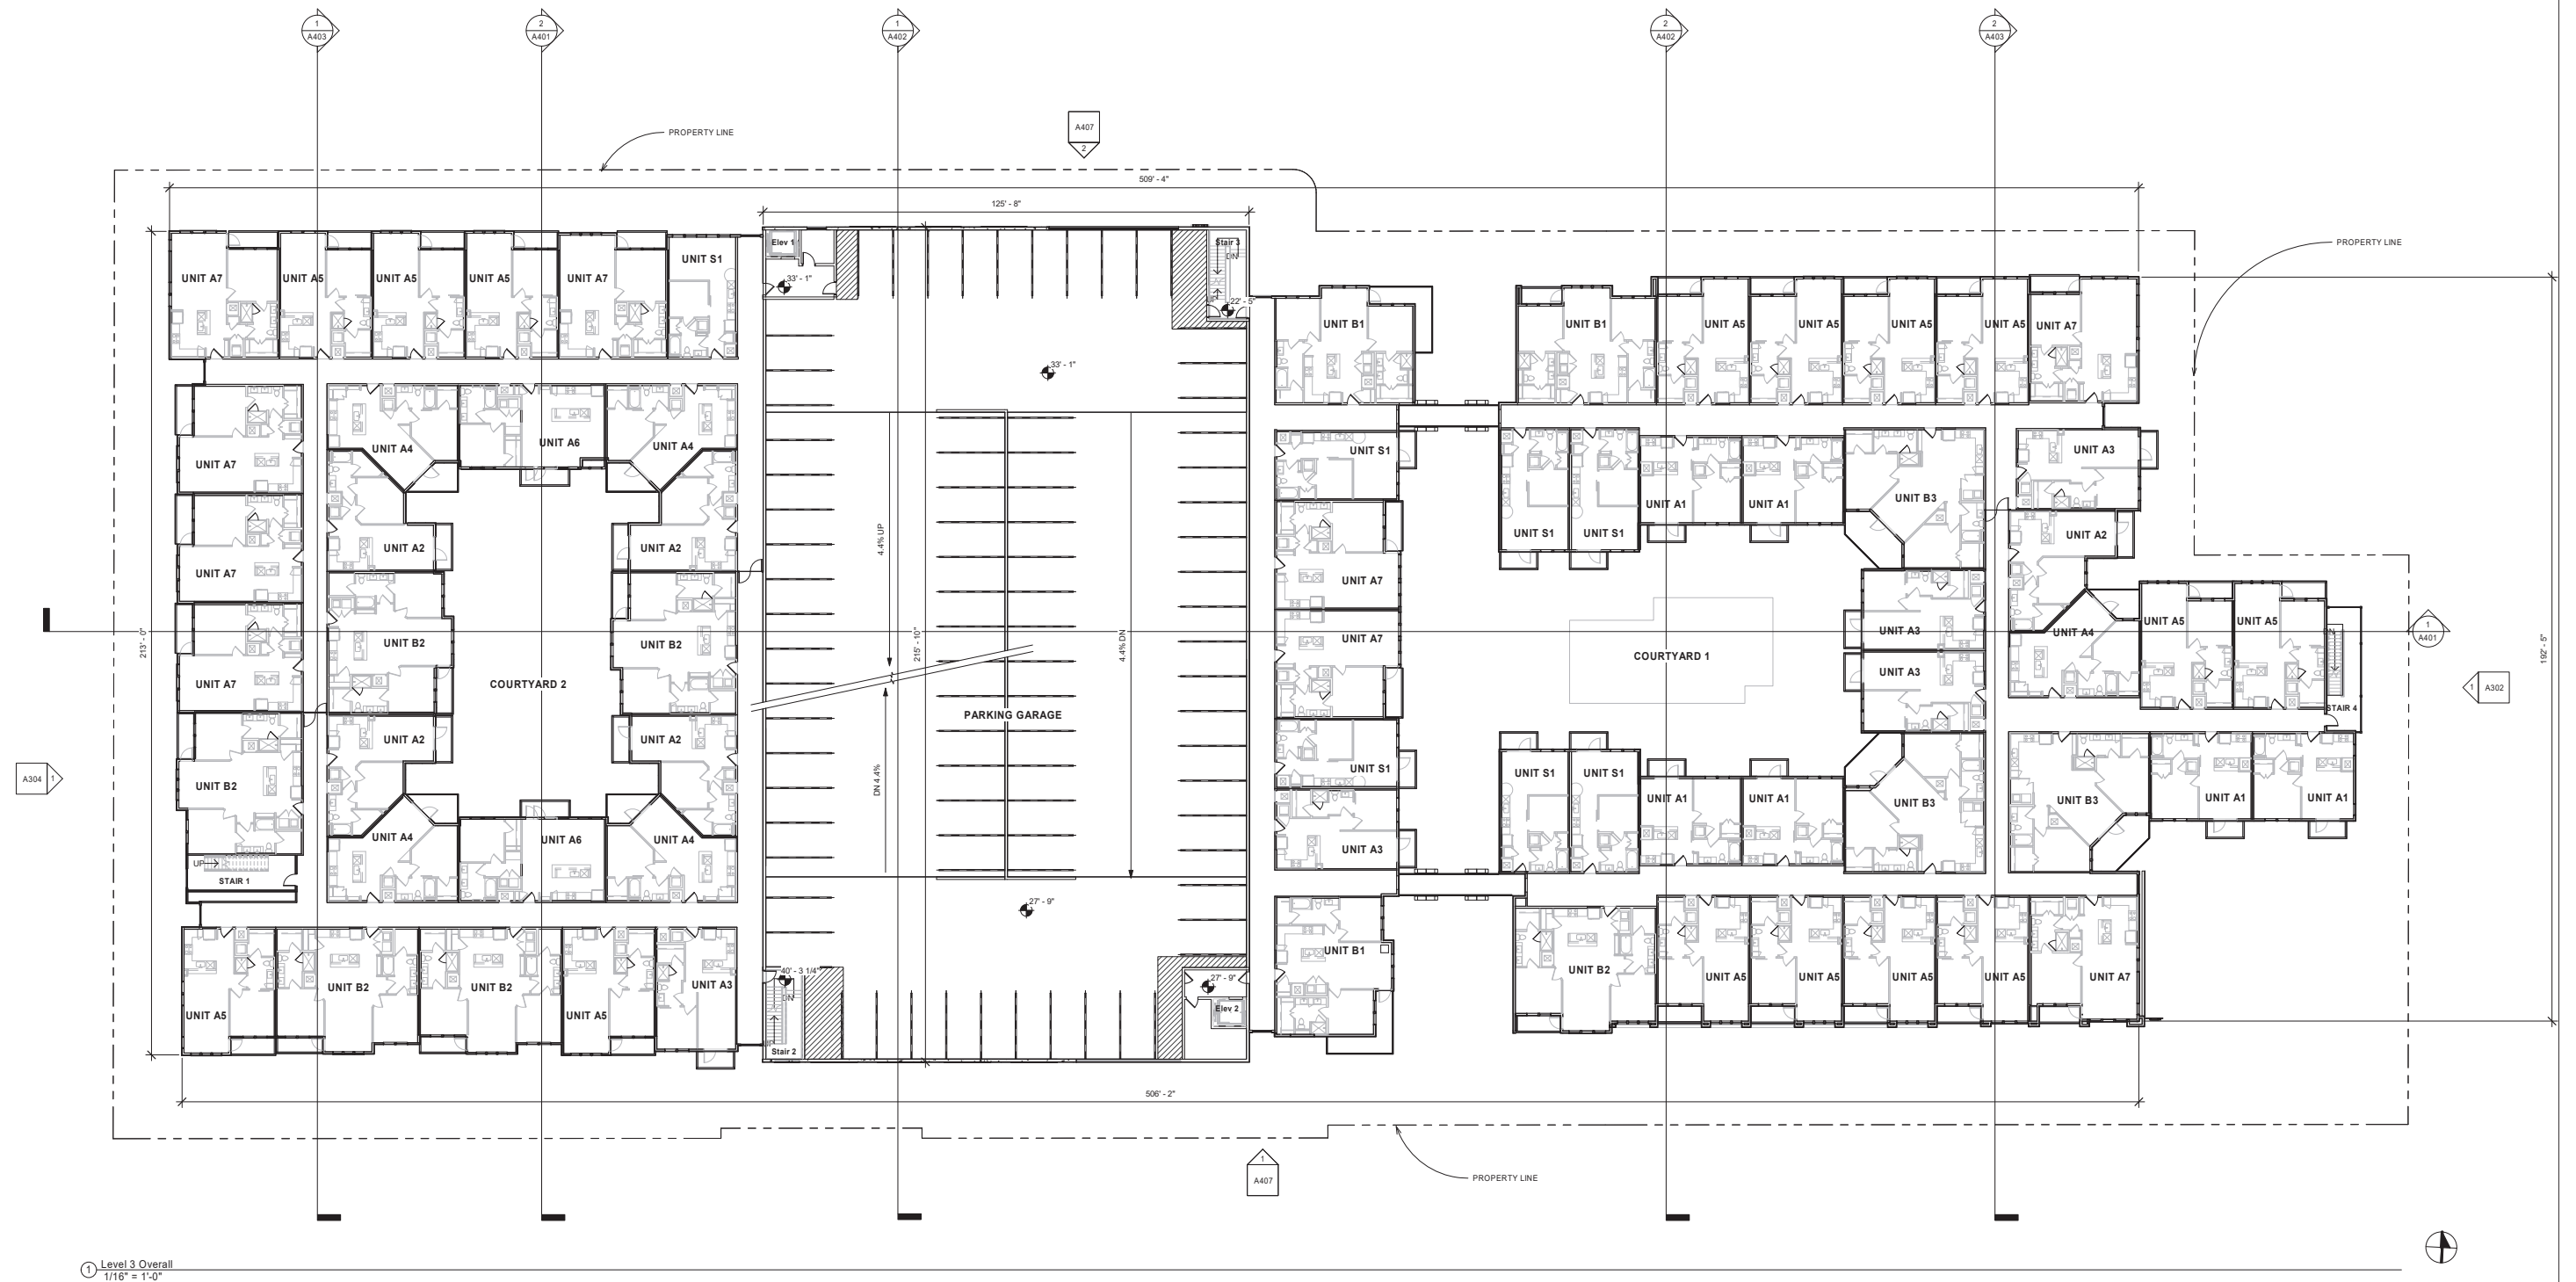 1
A403
2
A401
1
A402
2
A402
2
A403
A407
2
PROPERTY LINE
509' - 4"
125' - 8"
PROPERTY LINE
Elev 1
Stair 3
DN
UNIT A7
UNIT A5
UNIT A5
UNIT A5
UNIT A7
UNIT S1
33' - 1"
22' - 5"
UNIT B1
UNIT B1
UNIT A5
UNIT A5
UNIT A5
UNIT A5
UNIT A7
33' - 1"
UNIT A4
UNIT A6
UNIT A4
UNIT S1
UNIT A3
UNIT A7
UNIT B3
UNIT A1
UNIT A1
UNIT S1
UNIT S1
UNIT A2
4.4% UP
UNIT A2
UNIT A2
UNIT A7
UNIT A7
UNIT A5
UNIT A5
213' - 0"
UNIT B2
UNIT B2
215' - 10"
4.4% DN
UNIT A7
UNIT A3
UNIT A4
1
A401
192' - 5"
COURTYARD 2
COURTYARD 1
UNIT A3
UNIT A7
1
A302
STAIR 4
PARKING GARAGE
UNIT A2
UNIT A2
A304
1
UNIT B2
DN 4.4%
UNIT S1
UNIT S1
UNIT S1
UNIT A1
UNIT A1
UNIT B3
UNIT B3
UNIT A1
UNIT A1
UNIT A4
UNIT A6
UNIT A4
UNIT A3
UP
STAIR 1
27' - 9"
UNIT B1
40' - 3 1/4"
27' - 9"
DN
UNIT B2
UNIT A5
UNIT A5
UNIT A5
UNIT A5
UNIT A7
UNIT A3
UNIT B2
UNIT B2
Elev 2
UNIT A5
UNIT A5
UP
Stair 2
506' - 2"
1
A407
PROPERTY LINE
1
Level 3 Overall
1/16" = 1'-0"